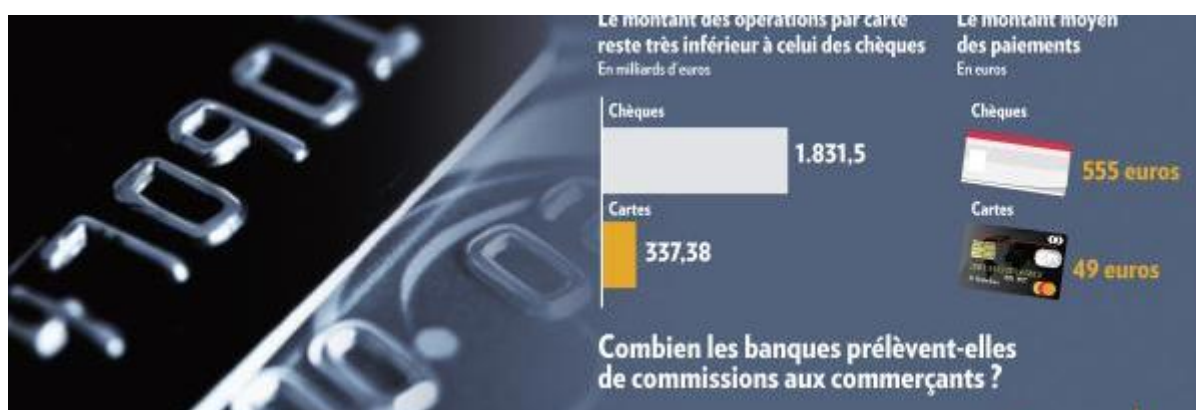 470901
Le montant des opérations par carte
reste très inférieur à celui des chèques
En milliards d'euros
Chèques
1.831,5
Cartes
337,38
Le montant moyen
des paiements
En euros
Chèques
555 euros
Cartes
49 euros
Combien les banques prélèvent-elles
de commissions aux commerçants ?